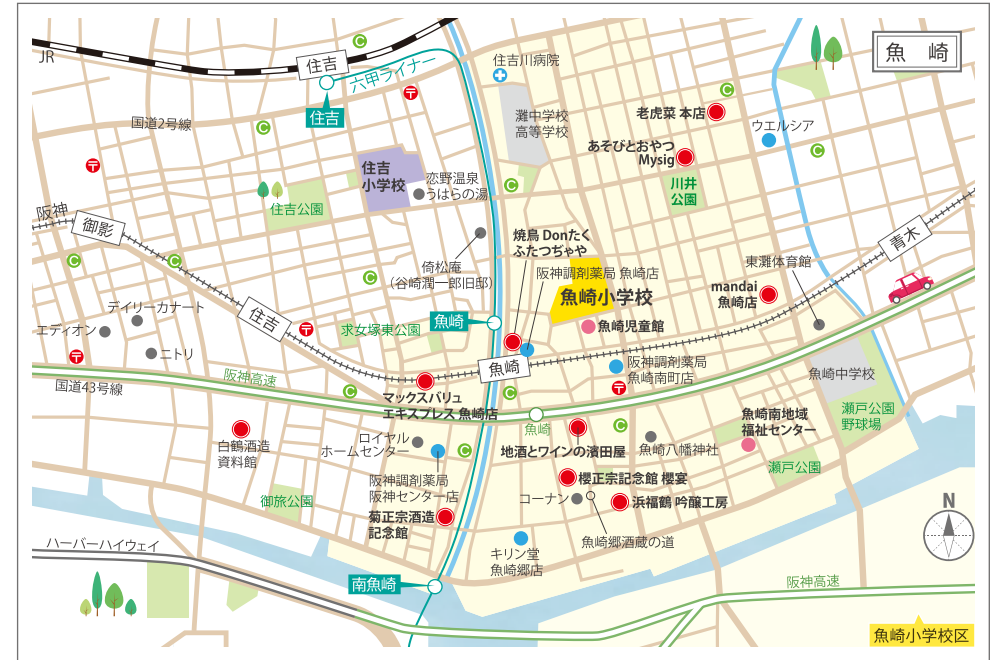 魚 崎
JR
住吉
六甲ライナー
住吉
住吉川病院
灘中学校
高等学校
老虎菜 本店
ウエルシア
国道2号線
あそびとおやつ
Mysig
住吉
小学校
恋野温泉
うはらの湯
川井
公園
住吉公園
阪神
御影
焼鳥 Donたく
ふたつぢゃや
青木
倚松庵
(谷崎潤一郎旧邸)
阪神調剤薬局 魚崎店
東灘体育館
魚崎小学校
mandai
魚崎店
デイリーカナート
住吉
エディオン
求女塚東公園
魚崎
魚崎児童館
ニトリ
魚崎
阪神調剤薬局
魚崎南町店
魚崎中学校
国道43号線
阪神高速
マックスバリュ
エキスプレス 魚崎店
魚崎
魚崎南地域
福祉センター
瀬戸公園
野球場
白鶴酒造
資料館
ロイヤル
ホームセンター
地酒とワインの濱田屋
魚崎八幡神社
瀬戸公園
阪神調剤薬局
阪神センター店
櫻正宗記念館 櫻宴
御旅公園
コーナン
浜福鶴 吟醸工房
菊正宗酒造
記念館
N
ハーバーハイウェイ
キリン堂
魚崎郷店
魚崎郷酒蔵の道
南魚崎
阪神高速
魚崎小学校区